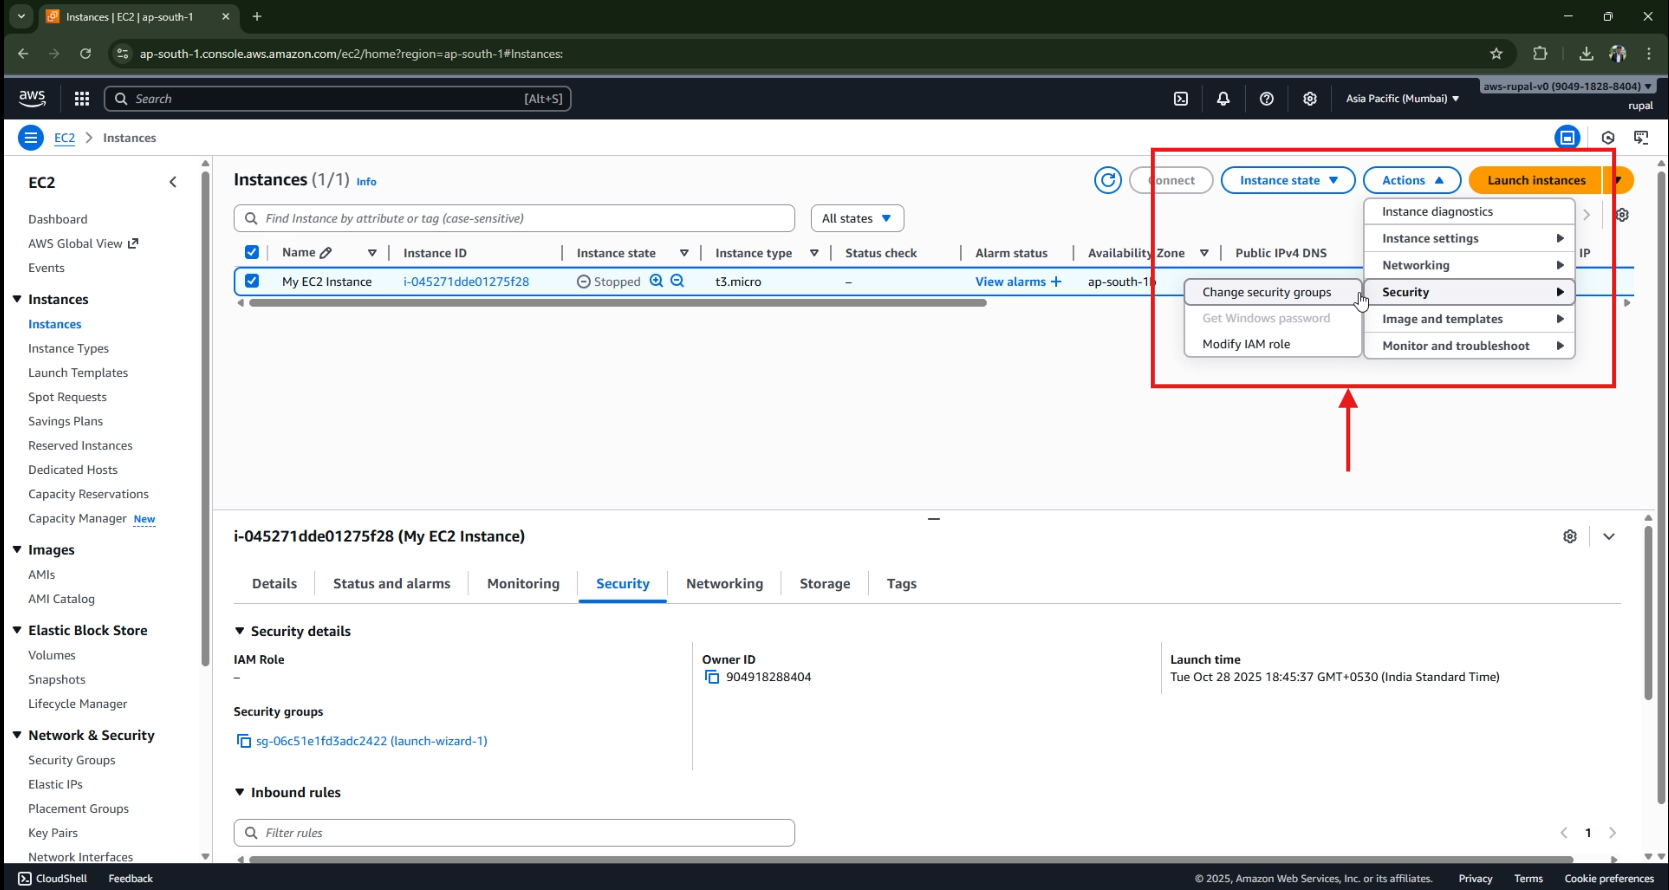 Instances | EC2 | ap-south-1
ap-south-1.console.aws.amazon.com/ec2/home?region=ap-south-1#Instances:
aws
Search
[Alt+S]
Asia Pacific (Mumbai)
aws-rupal-v0 (9049-1828-8404)
rupal
EC2
Instances
EC2
Dashboard
AWS Global View
Events
Instances
Instances
Instance Types
Launch Templates
Spot Requests
Savings Plans
Reserved Instances
Dedicated Hosts
Capacity Reservations
Capacity Manager New
Images
AMIs
AMI Catalog
Elastic Block Store
Volumes
Snapshots
Lifecycle Manager
Network & Security
Security Groups
Elastic IPs
Placement Groups
Key Pairs
Network Interfaces
Instances (1/1) Info
Connect
Instance state
Actions
Launch instances
Find Instance by attribute or tag (case-sensitive)
All states
Name
Instance ID
Instance state
Instance type
Status check
Alarm status
Availability Zone
Public IPv4 DNS
IP
My EC2 Instance
i-045271dde01275f28
Stopped
t3.micro
–
View alarms +
ap-south-1b
Instance diagnostics
Instance settings
Networking
Security
Image and templates
Monitor and troubleshoot
Change security groups
Get Windows password
Modify IAM role
i-045271dde01275f28 (My EC2 Instance)
Details
Status and alarms
Monitoring
Security
Networking
Storage
Tags
Security details
IAM Role
–
Owner ID
904918288404
Launch time
Tue Oct 28 2025 18:45:37 GMT+0530 (India Standard Time)
Security groups
sg-06c51e1fd3adc2422 (launch-wizard-1)
Inbound rules
Filter rules
1
CloudShell
Feedback
© 2025, Amazon Web Services, Inc. or its affiliates.
Privacy
Terms
Cookie preferences